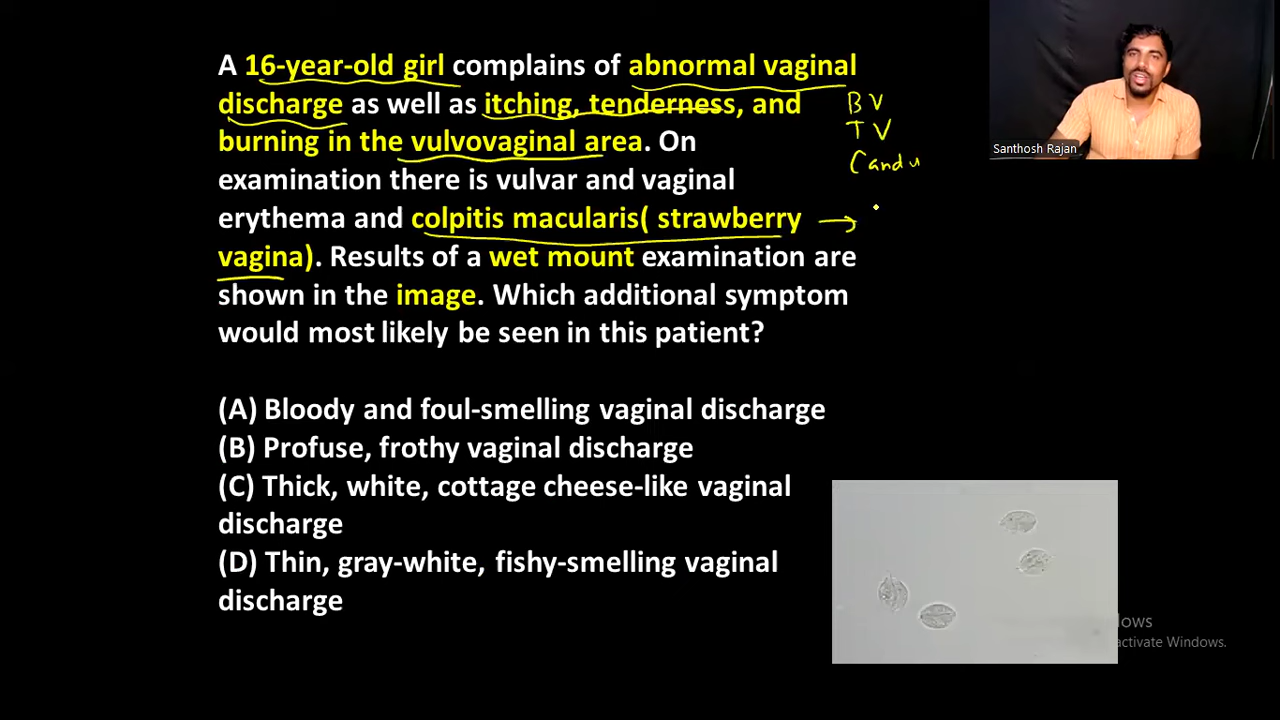 A 16-year-old girl complains of abnormal vaginal
discharge as well as itching, tenderness, and
burning in the vulvovaginal area. On
examination there is vulvar and vaginal
erythema and colpitis macularis( strawberry
vagina). Results of a wet mount examination are
shown in the image. Which additional symptom
would most likely be seen in this patient?
(A) Bloody and foul-smelling vaginal discharge
(B) Profuse, frothy vaginal discharge
(C) Thick, white, cottage cheese-like vaginal
discharge
(D) Thin, gray-white, fishy-smelling vaginal
discharge
BV
TV
Santhosh Rajan
dows
activate Windows.